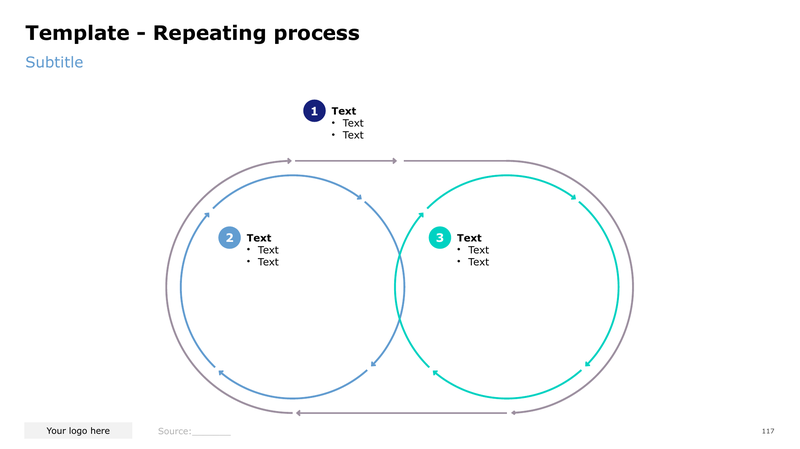 Template - Repeating process
Subtitle
1 Text
• Text
• Text
2 Text
• Text
• Text
3 Text
• Text
• Text
Your logo here
Source:_______
117